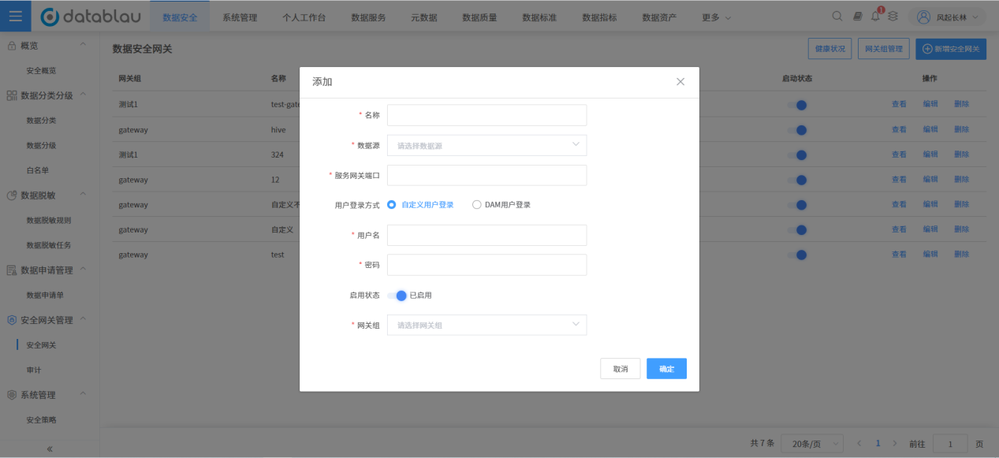 datablau 数据安全 系统管理 个人工作台 数据服务 元数据 数据质量 数据标准 数据指标 数据资产 更多 1 风起长林
概览
安全概览
数据分类分级
数据分类
数据分级
白名单
数据脱敏
数据脱敏规则
数据脱敏任务
数据申请管理
数据申请单
安全网关管理
安全网关
审计
系统管理
安全策略
«
数据安全网关 健康状况 网关组管理 新增安全网关
网关组 名称 启动状态 操作
测试1 test-gate 查看 编辑 删除
gateway hive 查看 编辑 删除
测试1 324 查看 编辑 删除
gateway 12 查看 编辑 删除
gateway 自定义不 查看 编辑 删除
gateway 自定义 查看 编辑 删除
gateway test 查看 编辑 删除
添加
* 名称
* 数据源 请选择数据源
* 服务网关端口
用户登录方式 自定义用户登录 DAM用户登录
* 用户名
* 密码
启用状态 已启用
* 网关组 请选择网关组
取消 确定
共 7 条 20条/页 1 前往 1 页